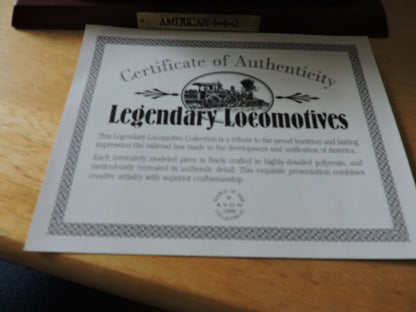 AMERICAN 4-4-0
Certificate of Authenticity
Legendary Locomotives
This Legendary Locomotive Collection is a tribute to the proud tradition and lasting
impression the railroad has made in the development and unification of America.
Each intricately modeled piece is finely crafted in highly-detailed polyresin, and
meticulously recreated in authentic detail. This exquisite presentation combines
creative artistry with superior craftsmanship.
AVON
1999